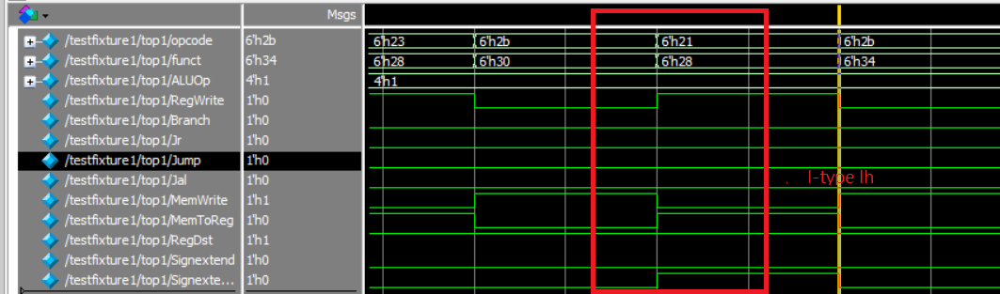 Msgs
/testfixture1/top1/opcode 6'h2b 6'h23 6'h2b 6'h21 6'h2b
/testfixture1/top1/funct 6'h34 6'h28 6'h30 6'h28 6'h34
/testfixture1/top1/ALUOp 4'h1 4'h1
/testfixture1/top1/RegWrite 1'h0
/testfixture1/top1/Branch 1'h0
/testfixture1/top1/Jr 1'h0
/testfixture1/top1/Jump 1'h0
/testfixture1/top1/Jal 1'h0
. I-type lh
/testfixture1/top1/MemWrite 1'h1
/testfixture1/top1/MemToReg 1'h0
/testfixture1/top1/RegDst 1'h1
/testfixture1/top1/Signextend 1'h0
/testfixture1/top1/Signexte... 1'h0